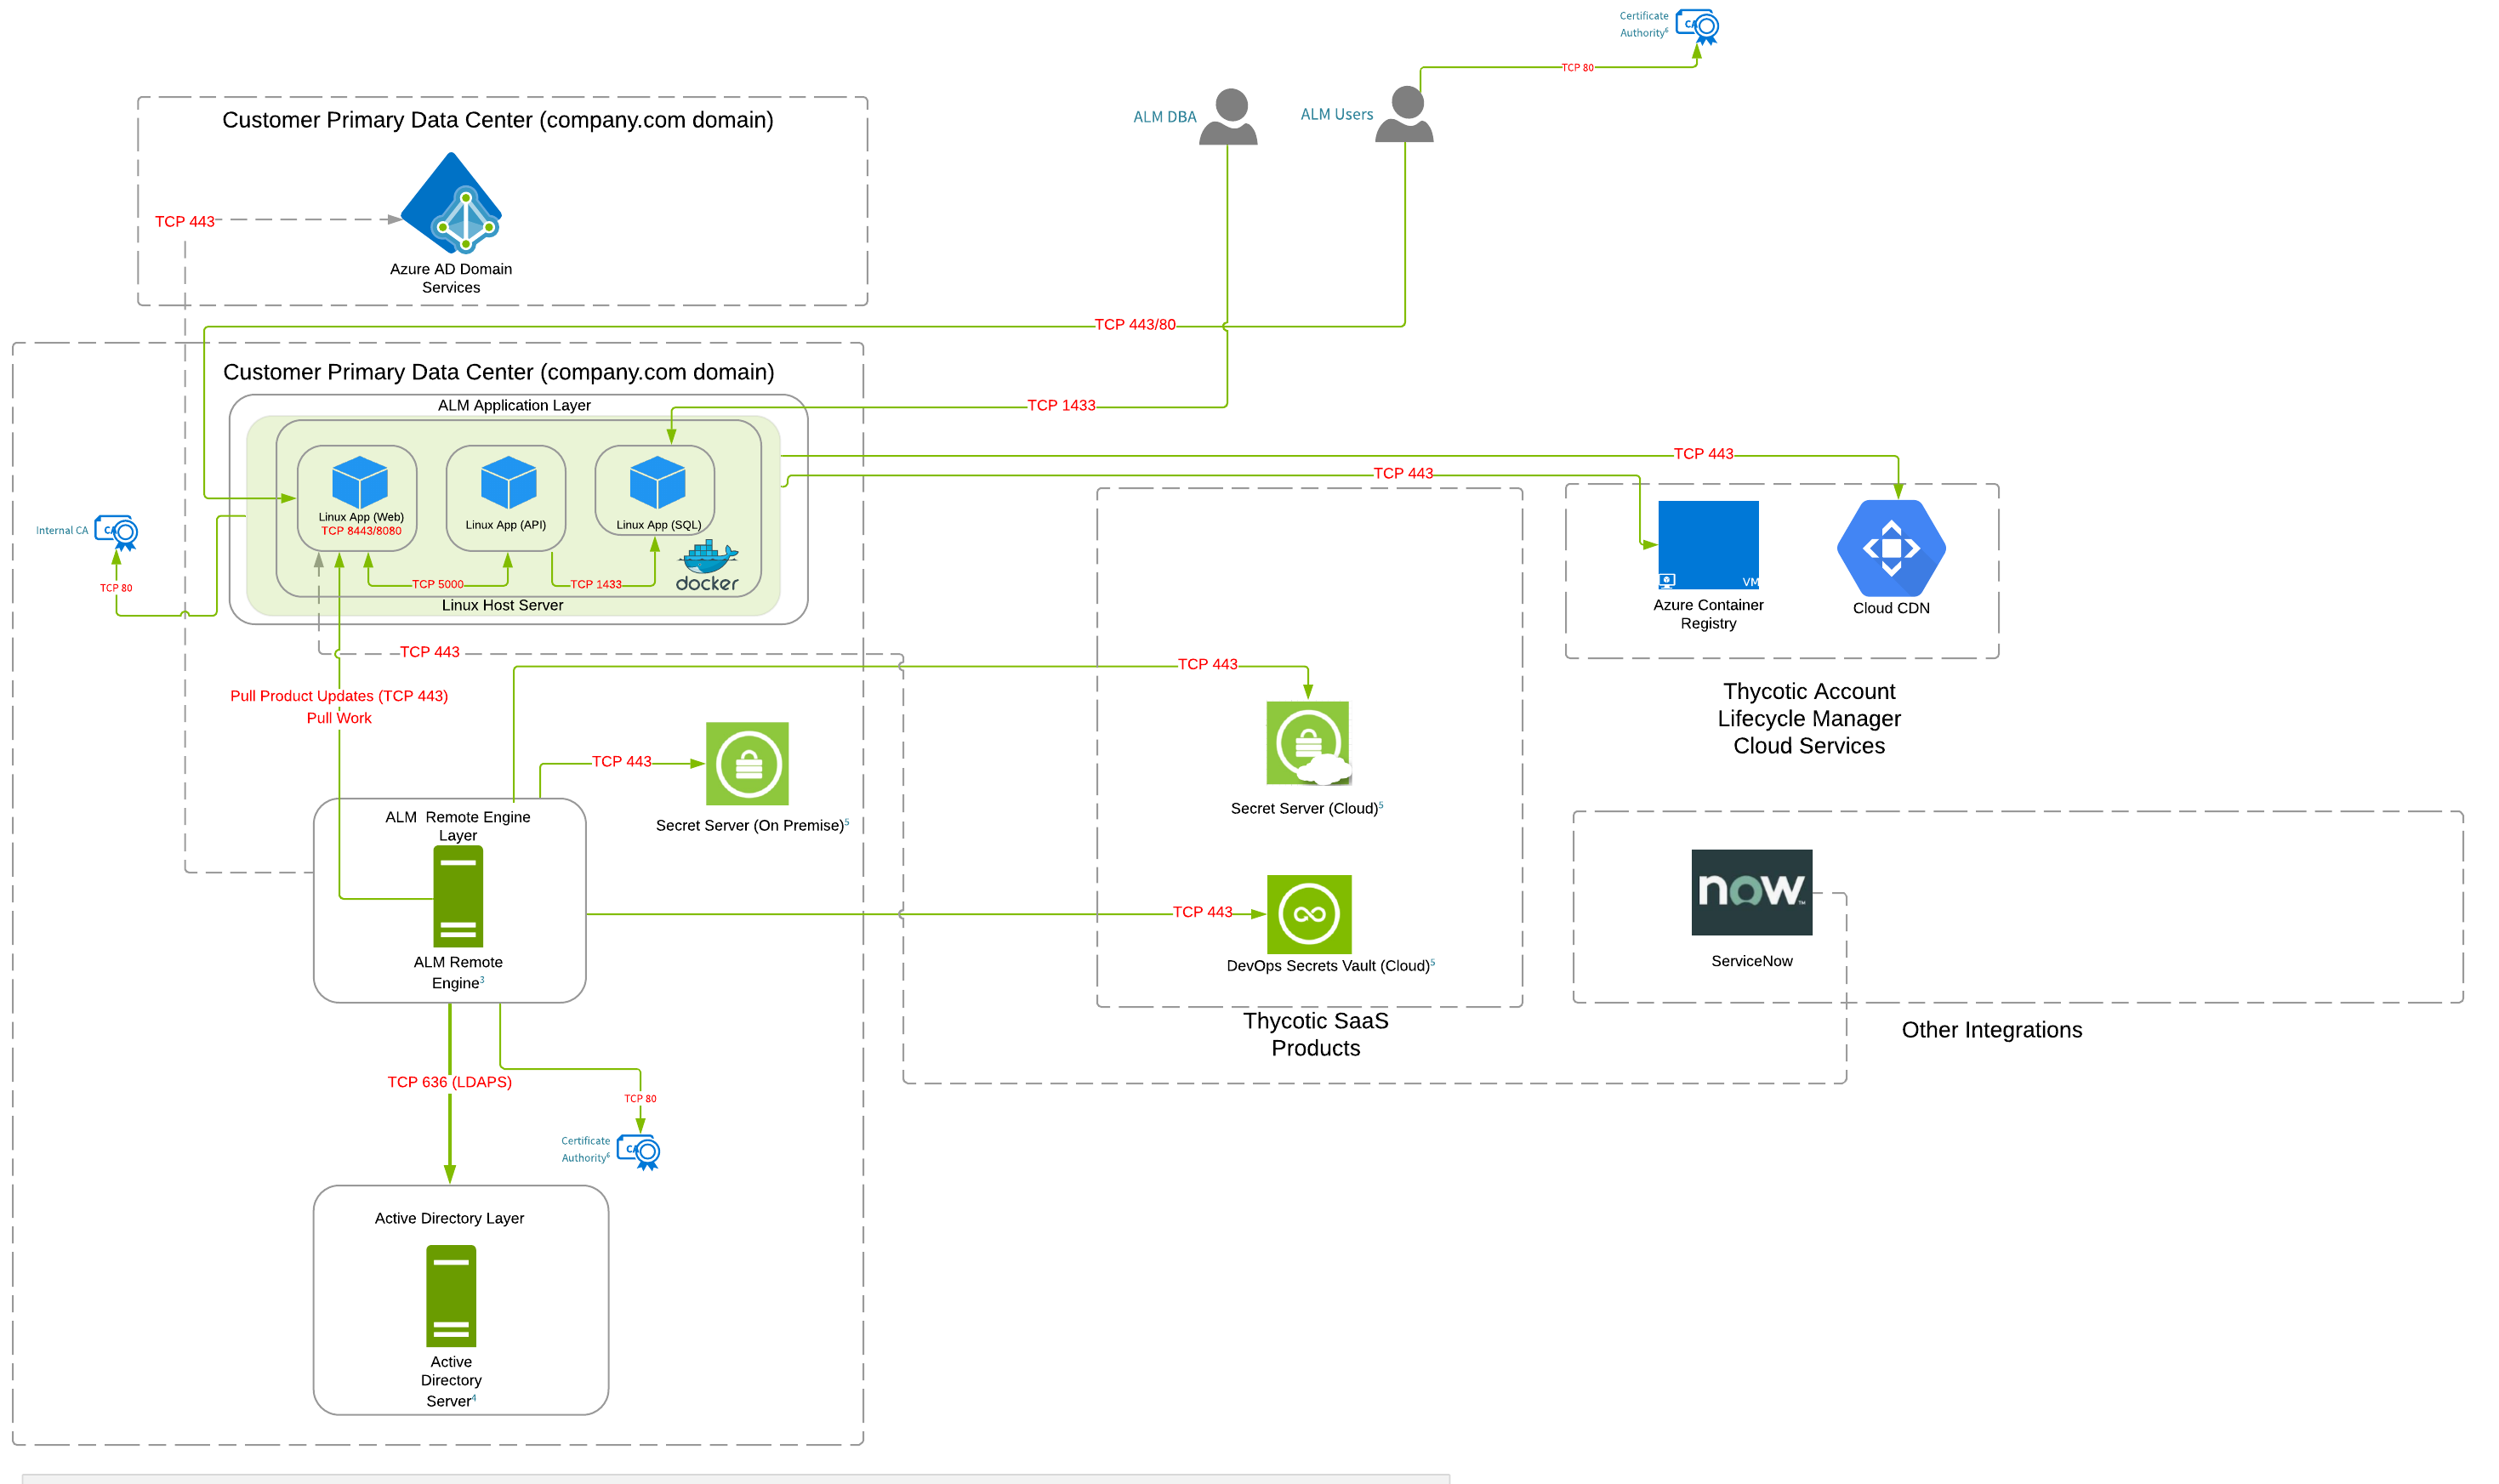 Certificate
Authority⁶
CA
TCP 80
ALM DBA
ALM Users
Customer Primary Data Center (company.com domain)
TCP 443
Azure AD Domain
Services
TCP 443/80
Customer Primary Data Center (company.com domain)
ALM Application Layer
TCP 1433
Linux App (Web)
TCP 8443/8080
Linux App (API)
Linux App (SQL)
TCP 5000
TCP 1433
docker
Linux Host Server
Internal CA
CA
TCP 80
TCP 443
TCP 443
VM
Azure Container
Registry
Cloud CDN
Thycotic Account
Lifecycle Manager
Cloud Services
TCP 443
TCP 443
Pull Product Updates (TCP 443)
Pull Work
TCP 443
Secret Server (On Premise)⁵
Secret Server (Cloud)⁵
ALM  Remote Engine
Layer
ALM Remote
Engine³
TCP 443
DevOps Secrets Vault (Cloud)⁵
Thycotic SaaS
Products
now™
ServiceNow
Other Integrations
TCP 636 (LDAPS)
TCP 80
Certificate
Authority⁶
CA
Active Directory Layer
Active
Directory
Server⁴